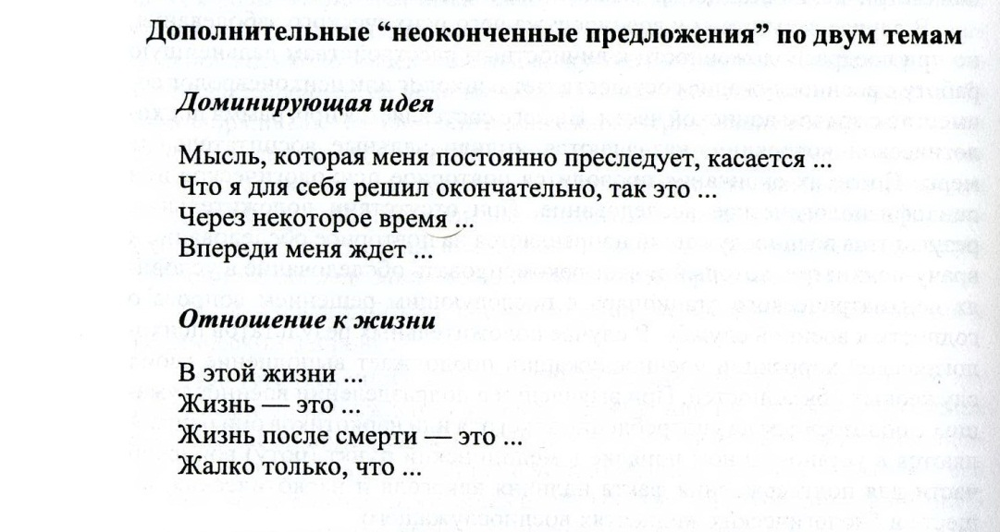 Дополнительные “неоконченные предложения” по двум темам
Доминирующая идея
Мысль, которая меня постоянно преследует, касается ...
Что я для себя решил окончательно, так это ...
Через некоторое время ...
Впереди меня ждет ...
Отношение к жизни
В этой жизни ...
Жизнь — это ...
Жизнь после смерти — это ...
Жалко только, что ...